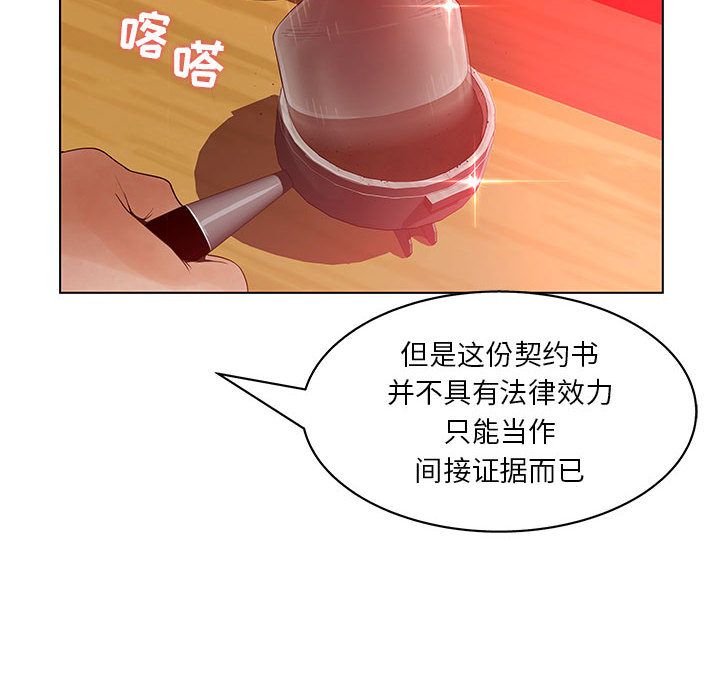 喀嗒
但是这份契约书
并不具有法律效力
只能当作
间接证据而已